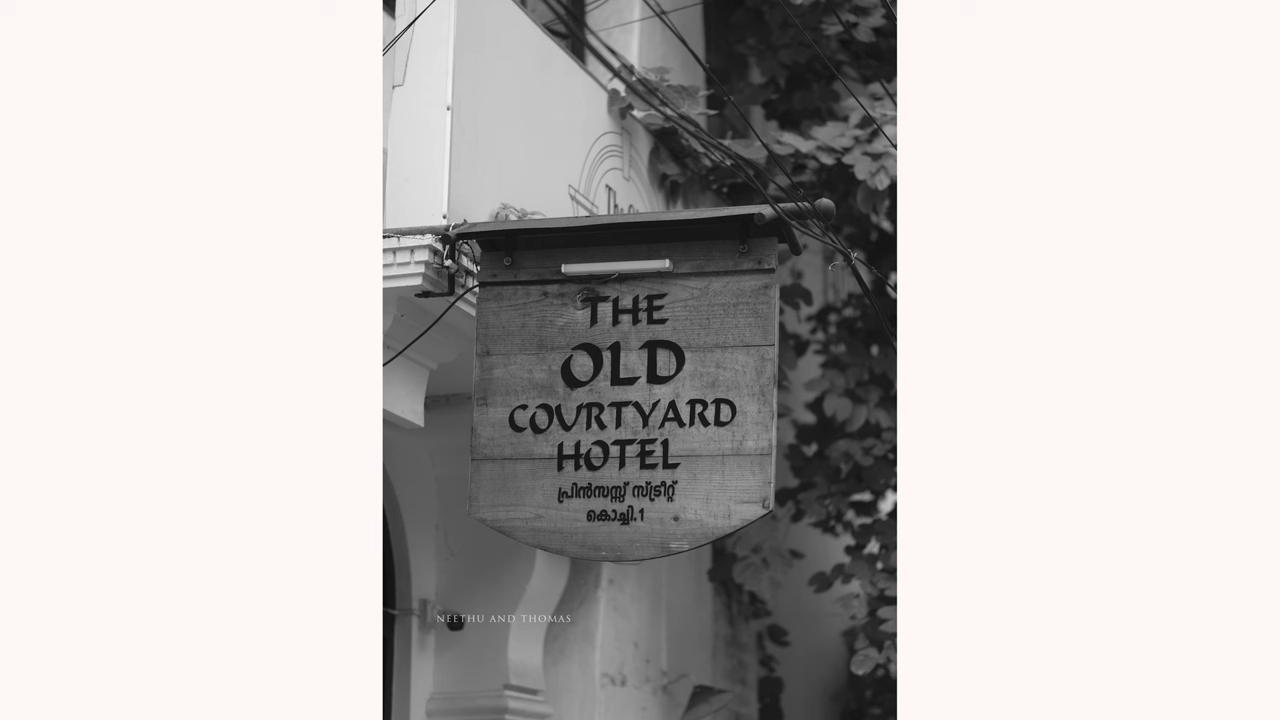 THE
OLD
COURTYARD
HOTEL
പ്രിൻസസ്സ് സ്ട്രീറ്റ്
കൊച്ചി.1
NEETHU AND THOMAS